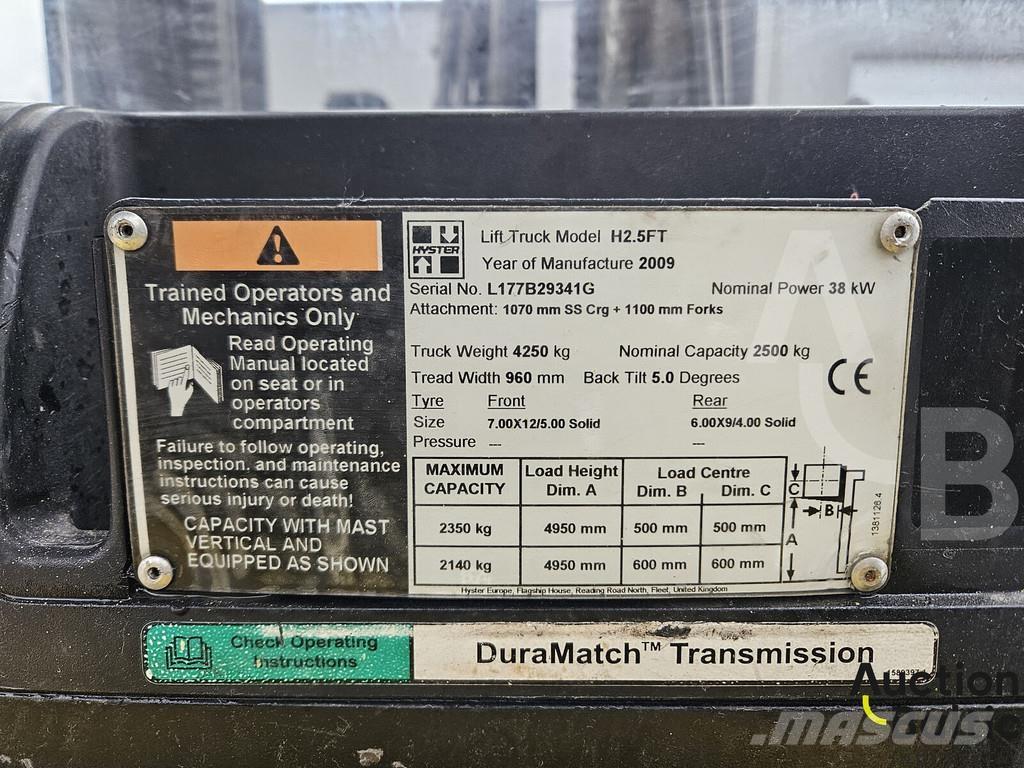 Trained Operators and
Mechanics Only
Read Operating
Manual located
on seat or in
operators
compartment
Failure to follow operating,
inspection, and maintenance
instructions can cause
serious injury or death!
CAPACITY WITH MAST
VERTICAL AND
EQUIPPED AS SHOWN
HYSTER
Lift Truck Model H2.5FT
Year of Manufacture 2009
Serial No. L177B29341G Nominal Power 38 kW
Attachment: 1070 mm SS Crg + 1100 mm Forks
Truck Weight 4250 kg Nominal Capacity 2500 kg
Tread Width 960 mm Back Tilt 5.0 Degrees
CE
Tyre Front Rear
Size 7.00X12/5.00 Solid 6.00X9/4.00 Solid
Pressure --- ---
MAXIMUM CAPACITY Load Height Dim. A Load Centre Dim. B Dim. C
2350 kg 4950 mm 500 mm 500 mm
2140 kg 4950 mm 600 mm 600 mm
C
B
A
1381126.4
Hyster Europe, Flagship House, Reading Road North, Fleet, United Kingdom
Check Operating
Instructions
DuraMatch™ Transmission
AB
Auction
MASCUS